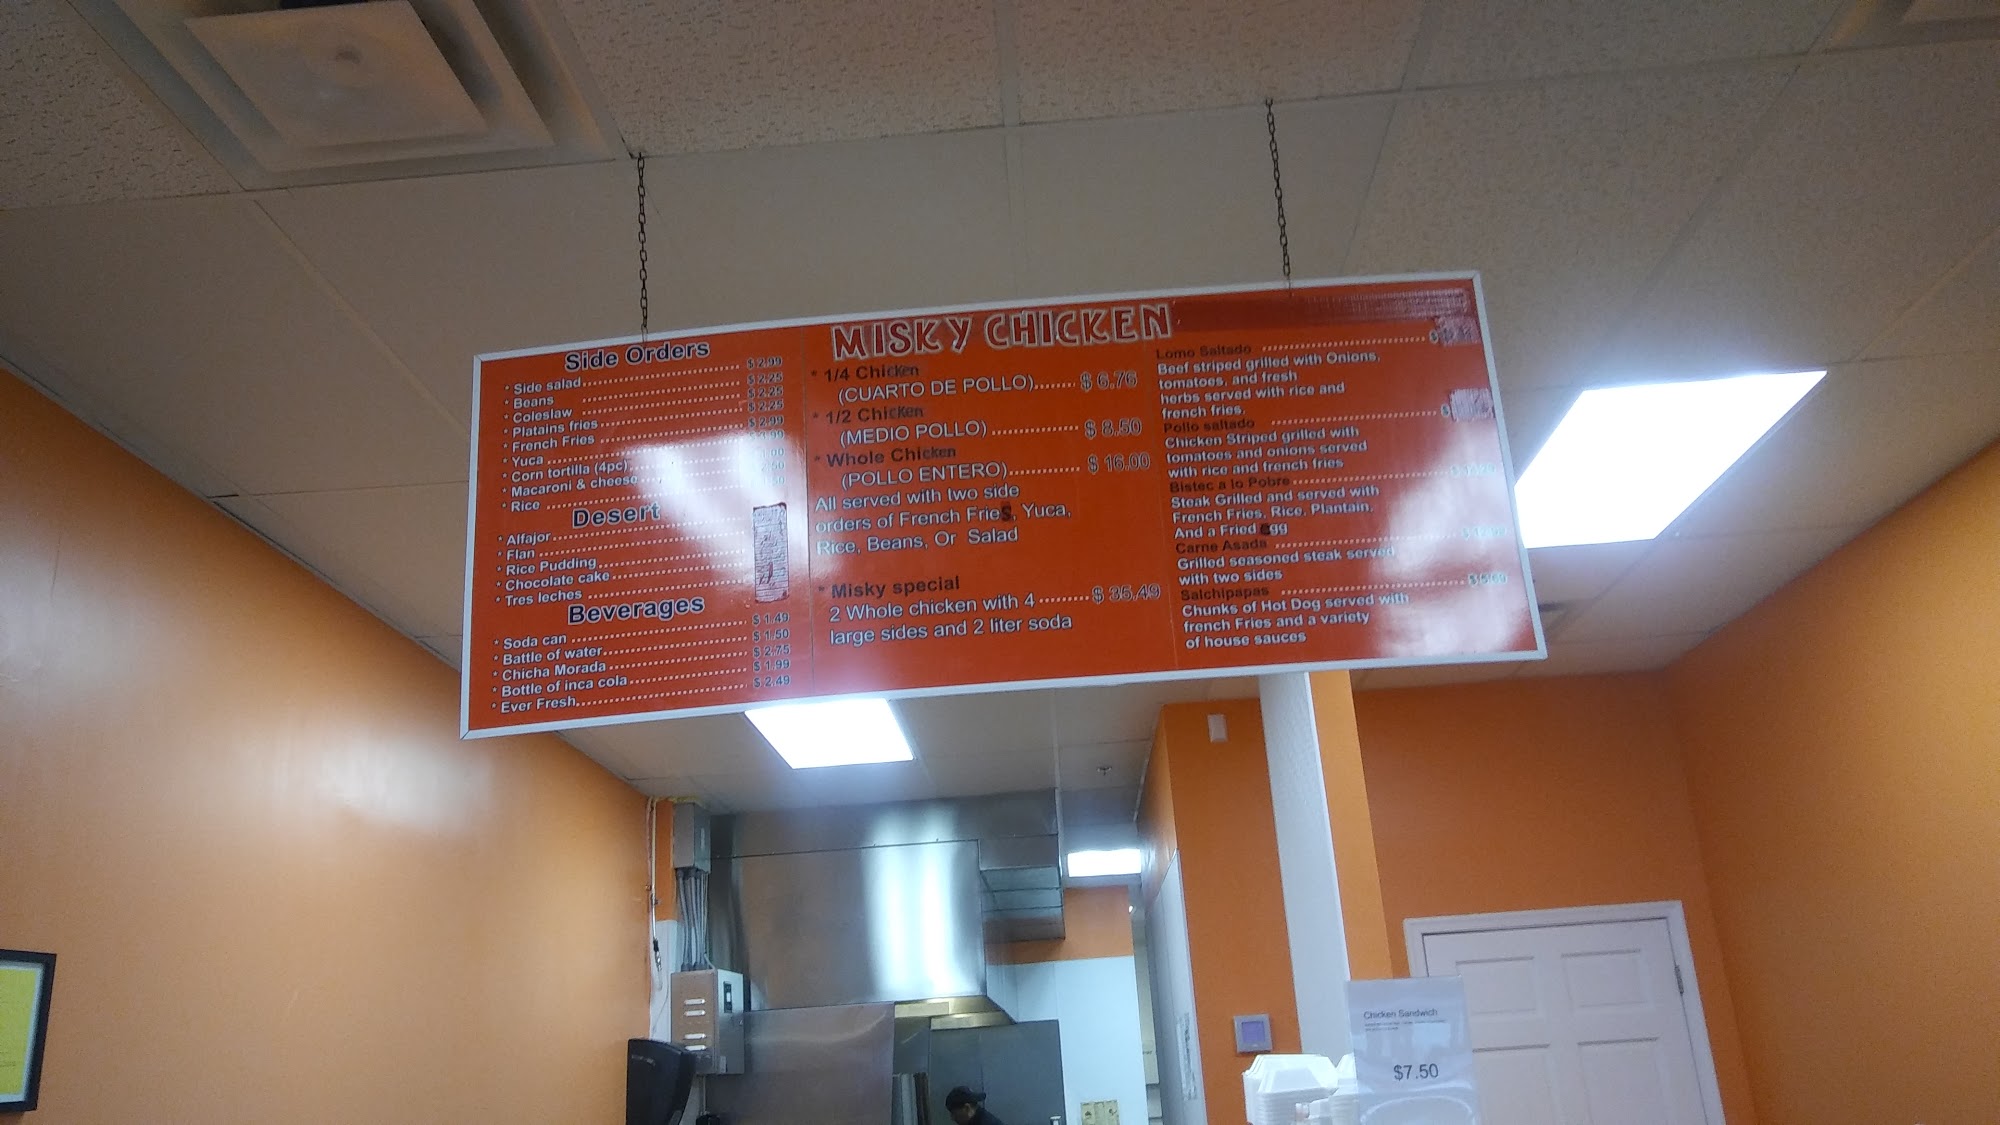 MISKY CHICKEN
Side Orders
* Side salad $ 2.99
* Beans $ 2.25
* Coleslaw $ 2.25
* Platains fries $ 2.25
* French Fries $ 2.99
* Yuca
* Corn tortilla (4pc)
* Macaroni & cheese
* Rice
Desert
* Alfajor
* Flan
* Rice Pudding
* Chocolate cake
* Tres leches
Beverages
* Soda can $ 1.49
* Battle of water $ 1.50
* Chicha Morada $ 2.75
* Bottle of inca cola $ 1.99
* Ever Fresh $ 2.49
* 1/4 Chicken
(CUARTO DE POLLO) $ 6.76
* 1/2 Chicken
(MEDIO POLLO) $ 8.50
* Whole Chicken
(POLLO ENTERO) $ 16.00
All served with two side
orders of French Fries, Yuca,
Rice, Beans, Or Salad
* Misky special
2 Whole chicken with 4 $ 35.49
large sides and 2 liter soda
Lomo Saltado $
Beef striped grilled with Onions,
tomatoes, and fresh
herbs served with rice and
french fries.
Pollo saltado $
Chicken Striped grilled with
tomatoes and onions served
with rice and french fries
Bistec a lo Pobre
Steak Grilled and served with
French Fries, Rice, Plantain,
And a Fried egg
Carne Asada
Grilled seasoned steak served
with two sides
Salchipapas
Chunks of Hot Dog served with
french Fries and a variety
of house sauces
Chicken Sandwich
$7.50